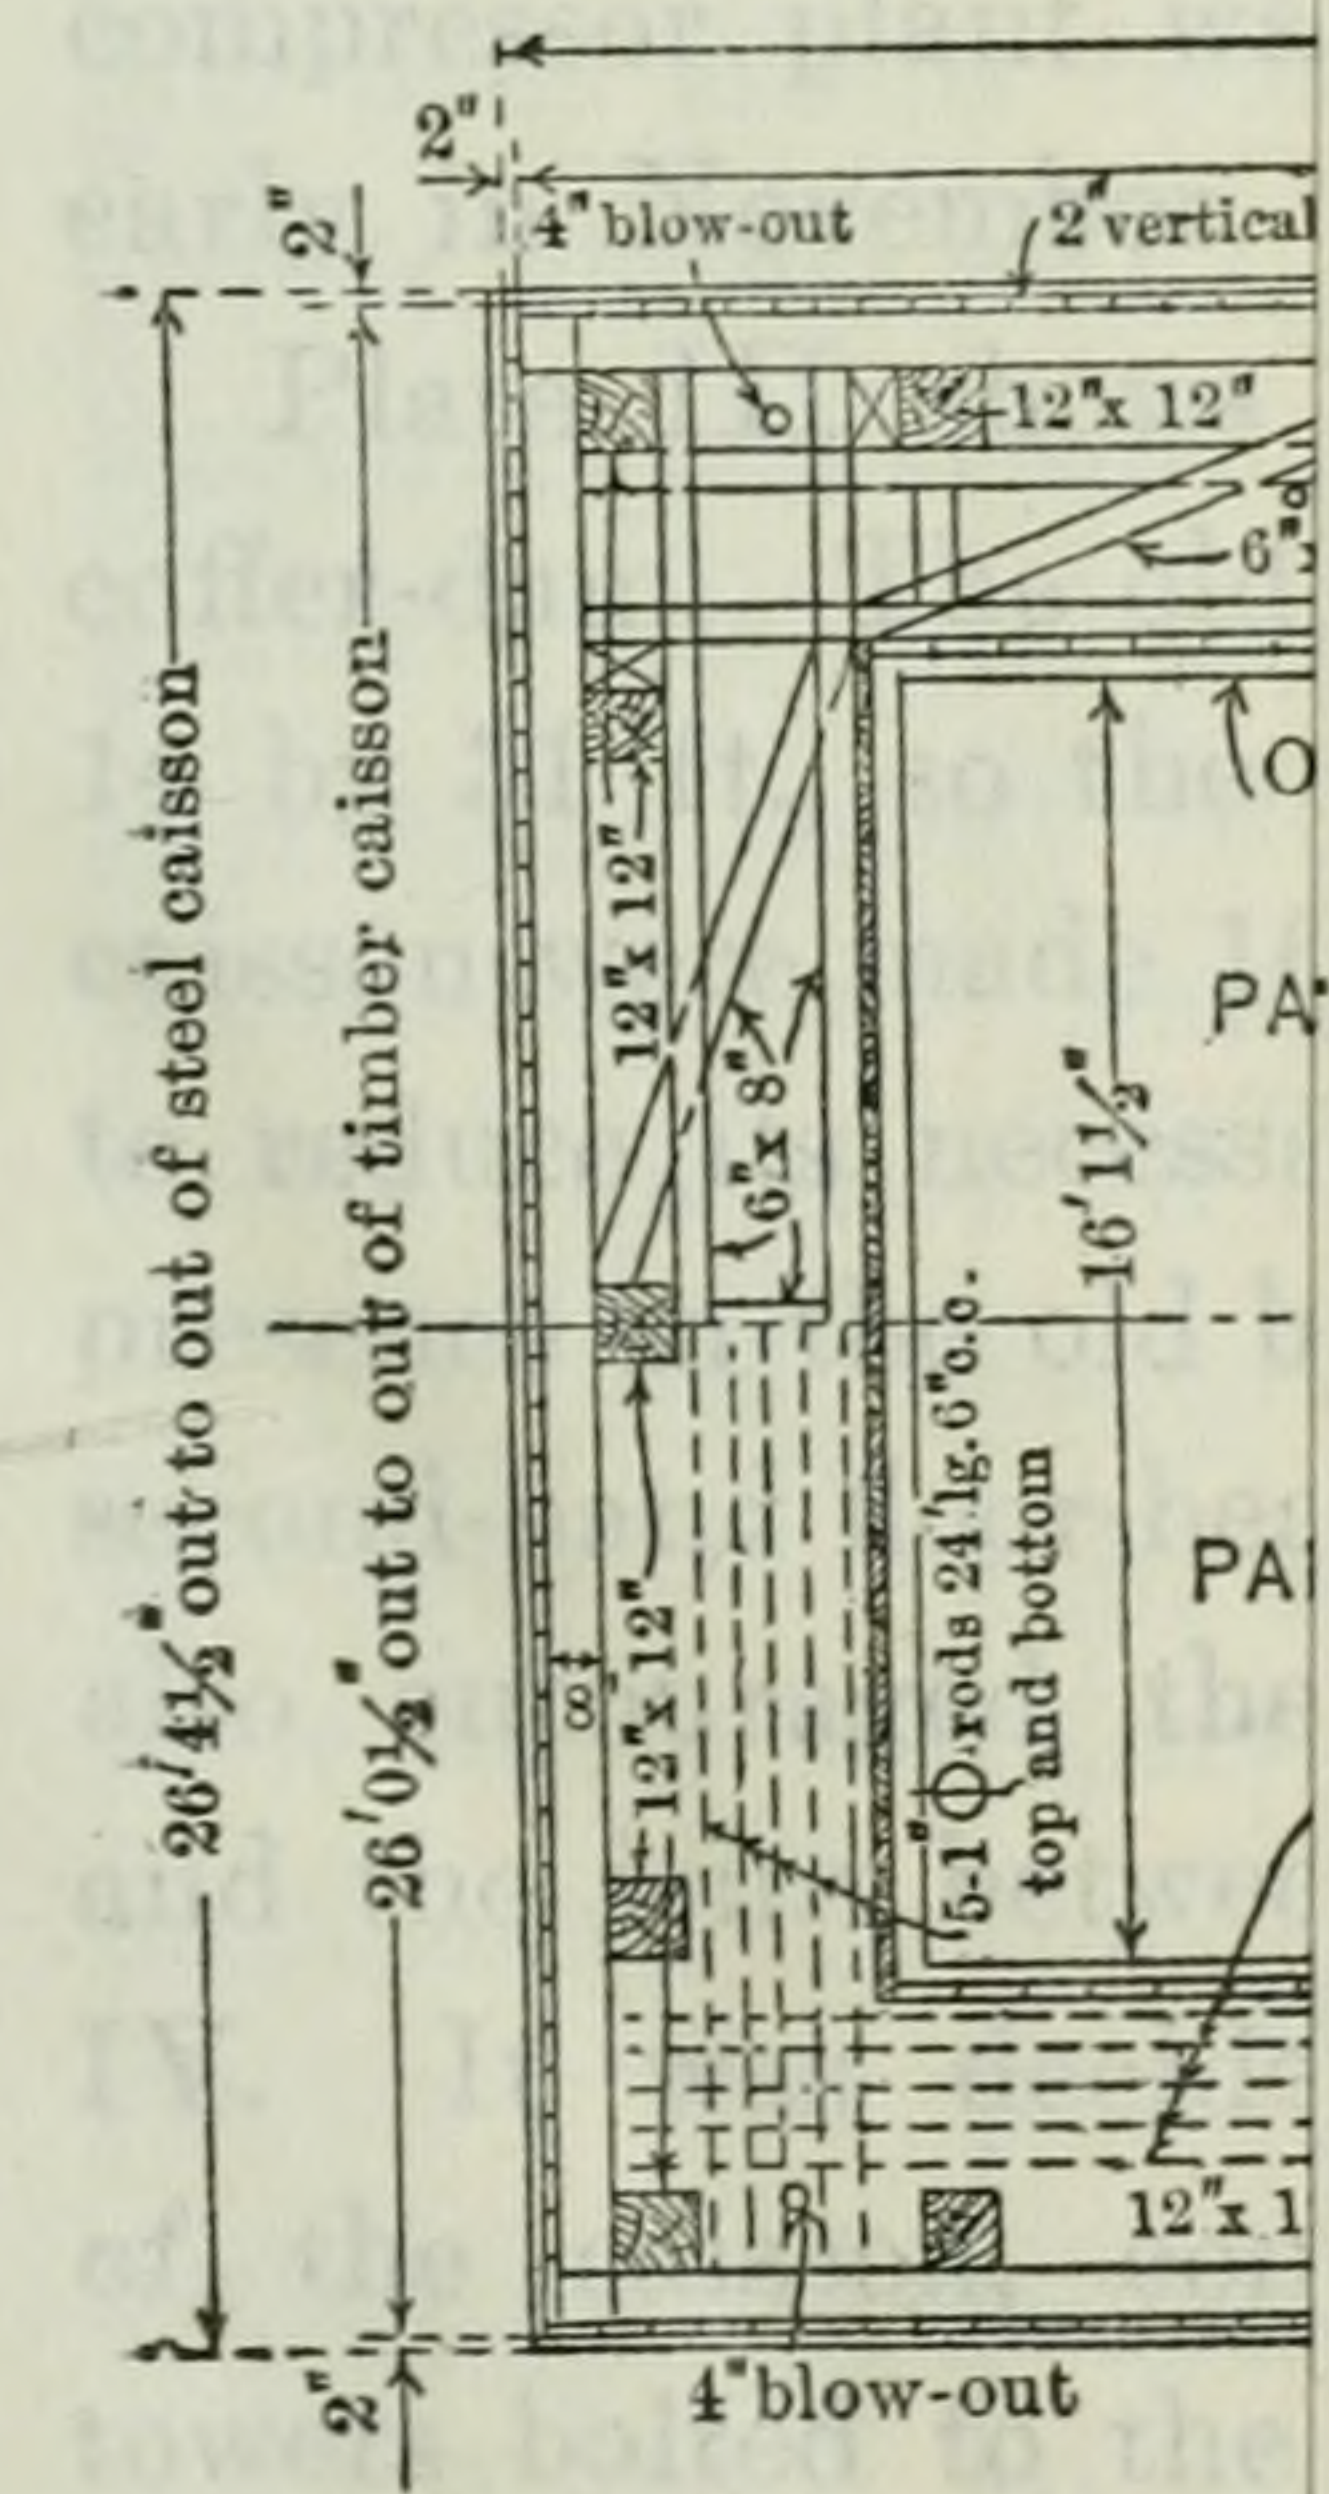 2"
2"
4" blow-out
2" vertical
12"x 12"
6"x
26' 4½" out to out of steel caisson
26' 0½" out to out of timber caisson
12"x 12"
6"x 8"
16' 1½"
PA
O
PA
5-1" rods 24' lg. 6" o.c.
top and bottom
8"
12"x 12"
12"x 1
4" blow-out
2"